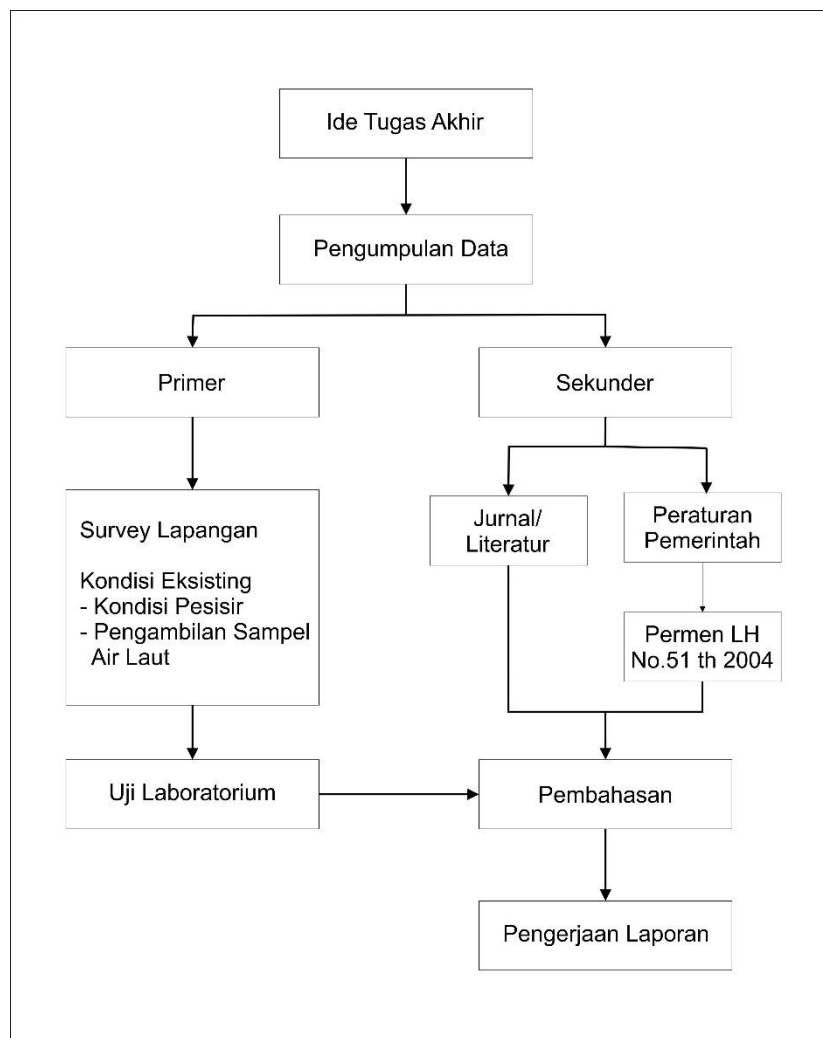 Ide Tugas Akhir
Pengumpulan Data
Primer
Sekunder
Survey Lapangan
Kondisi Eksisting
- Kondisi Pesisir
- Pengambilan Sampel
Air Laut
Jurnal/
Literatur
Peraturan
Pemerintah
Permen LH
No.51 th 2004
Uji Laboratorium
Pembahasan
Pengerjaan Laporan